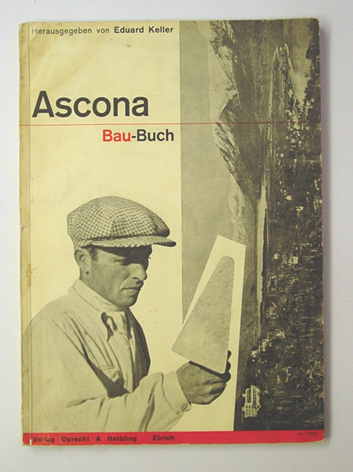 Herausgegeben von Eduard Keller
Ascona
Bau-Buch
Verlag Oprecht & Helbling Zürich